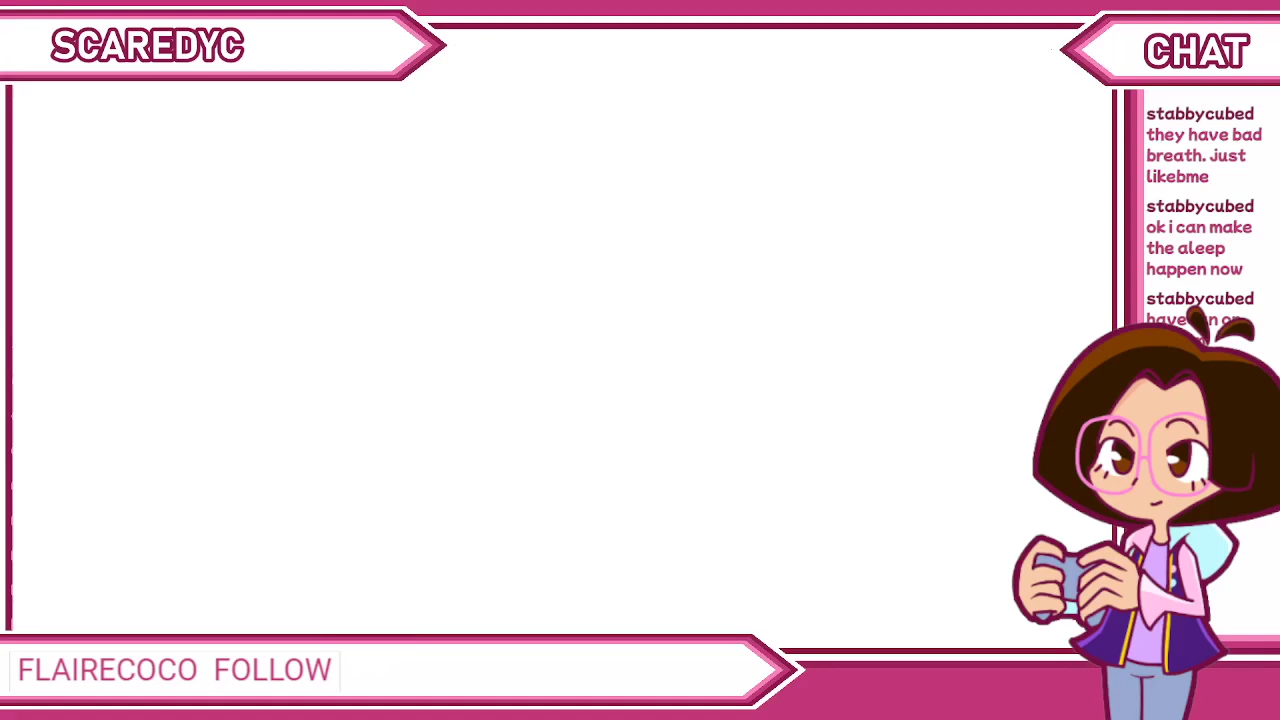 SCAREDYC
CHAT
stabbycubed
they have bad
breath. Just
likebme
stabbycubed
ok i can make
the aleep
happen now
stabbycubed
have
FLAIRECOCO FOLLOW